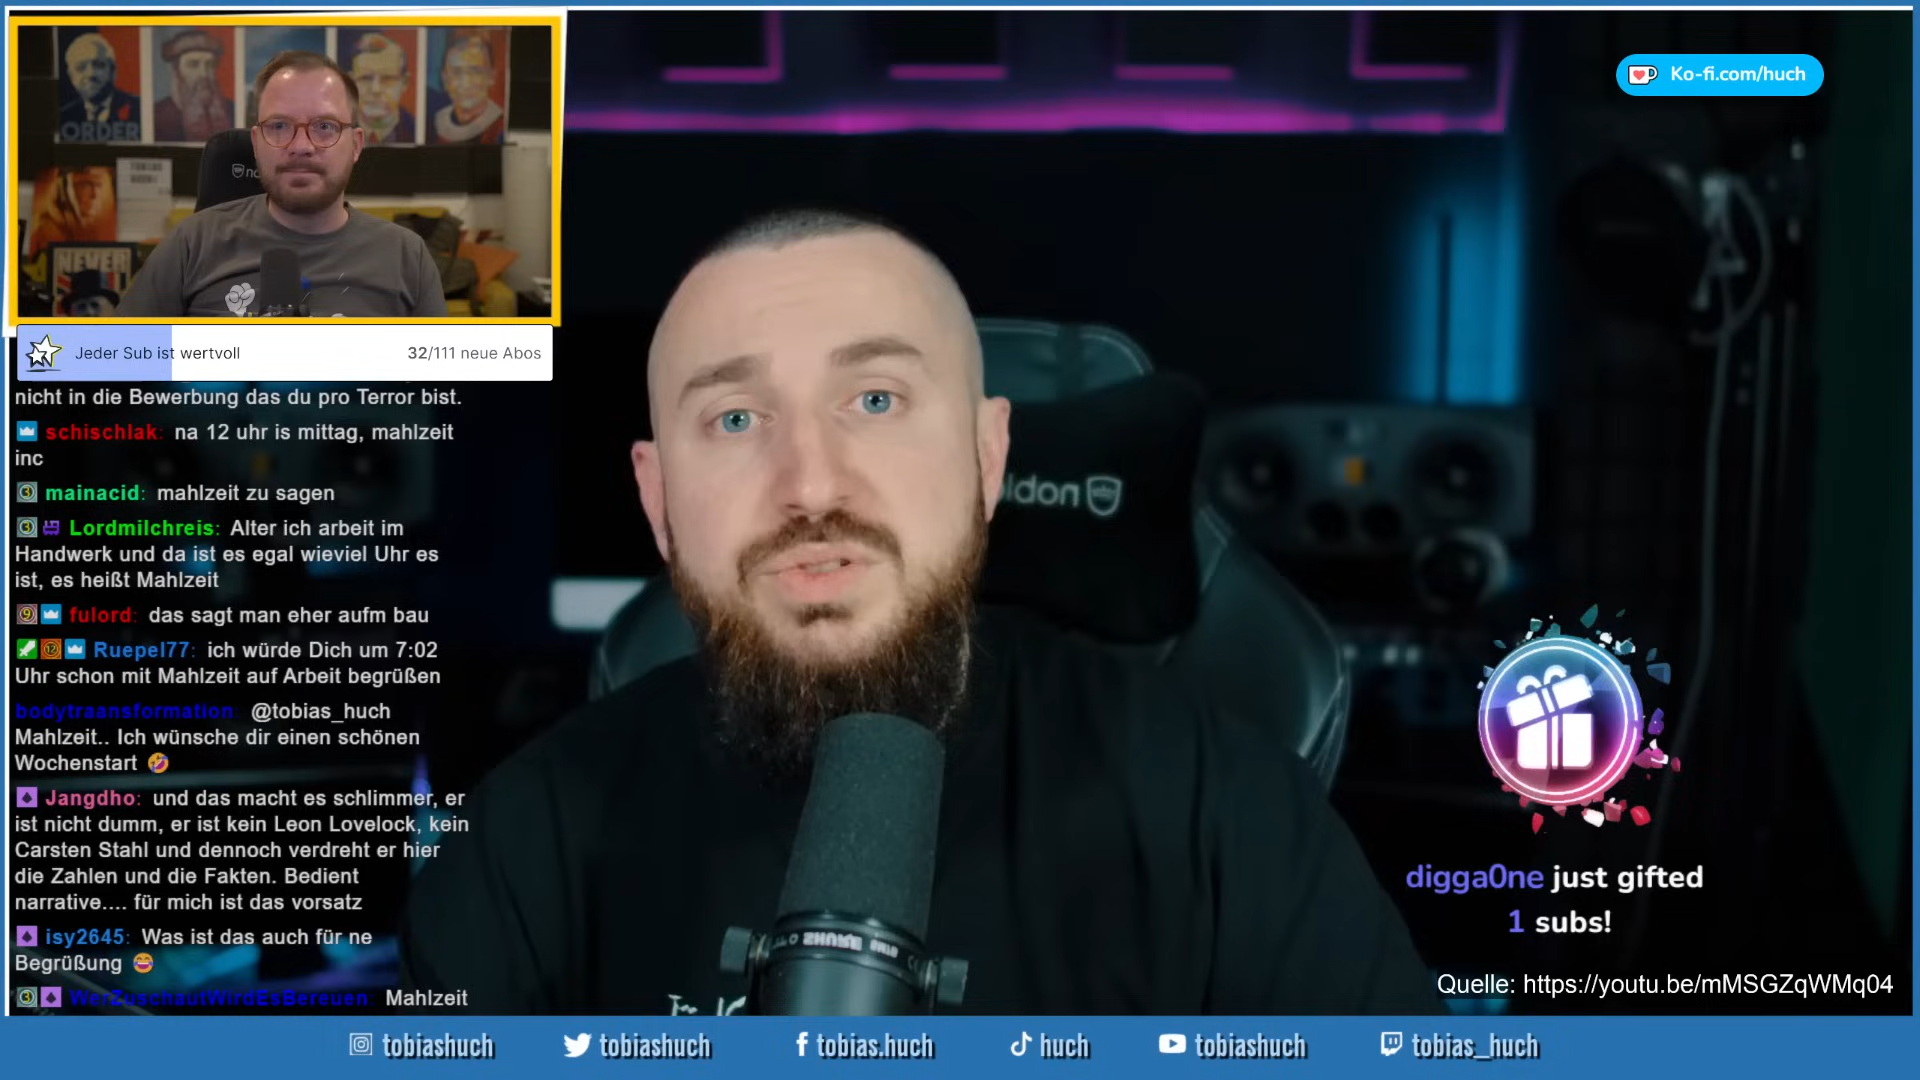 ORDER
NEVER
Jeder Sub ist wertvoll
32/111 neue Abos
nicht in die Bewerbung das du pro Terror bist.
schischlak: na 12 uhr is mittag, mahlzeit
inc
mainacid: mahlzeit zu sagen
Lordmilchreis: Alter ich arbeit im
Handwerk und da ist es egal wieviel Uhr es
ist, es heißt Mahlzeit
fulord: das sagt man eher aufm bau
Ruepel77: ich würde Dich um 7:02
Uhr schon mit Mahlzeit auf Arbeit begrüßen
bodytraansformation: @tobias_huch
Mahlzeit.. Ich wünsche dir einen schönen
Wochenstart 🤣
Jangdho: und das macht es schlimmer, er
ist nicht dumm, er ist kein Leon Lovelock, kein
Carsten Stahl und dennoch verdreht er hier
die Zahlen und die Fakten. Bedient
narrative.... für mich ist das vorsatz
isy2645: Was ist das auch für ne
Begrüßung 😂
WerZuschautWirdEsBereuen: Mahlzeit
Ko-fi.com/huch
ldon
SHURE
digga0ne just gifted
1 subs!
Quelle: https://youtu.be/mMSGZqWMq04
tobiashuch
tobiashuch
tobias.huch
huch
tobiashuch
tobias_huch